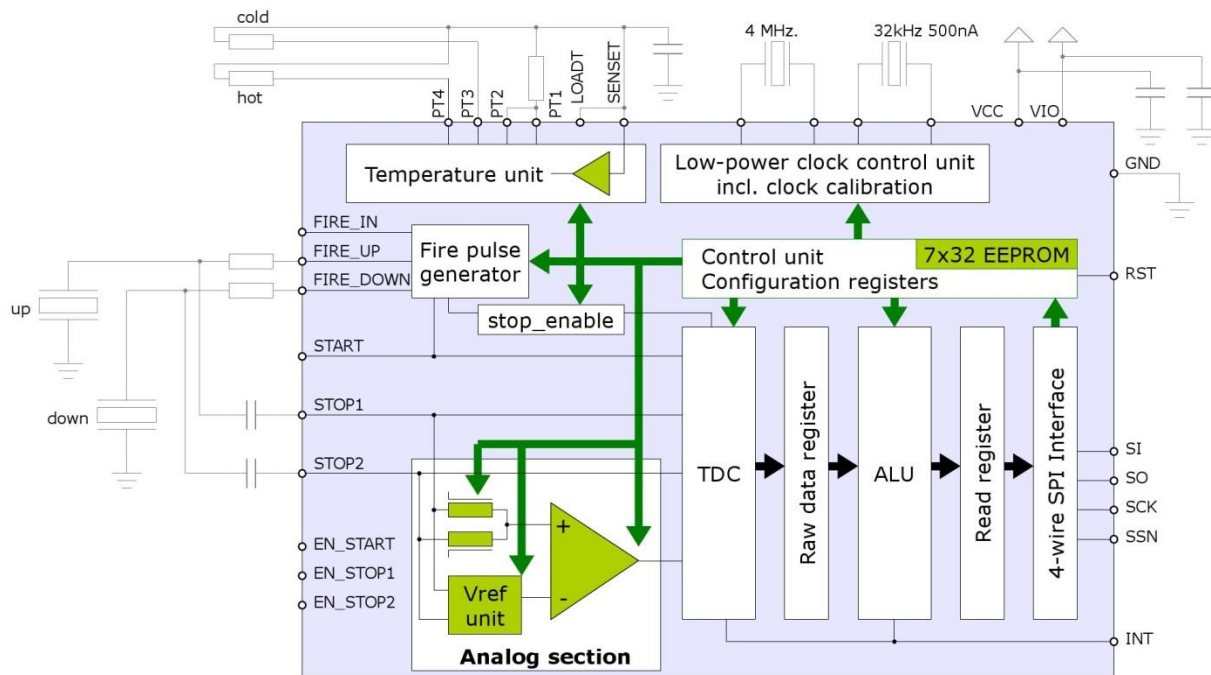 cold
hot
4 MHz.
32kHz 500nA
PT4
PT3
PT2
PT1
LOADT
SENSET
VCC
VIO
GND
Temperature unit
Low-power clock control unit
incl. clock calibration
FIRE_IN
FIRE_UP
FIRE_DOWN
Fire pulse
generator
Control unit
Configuration registers
7x32 EEPROM
RST
up
stop_enable
START
down
STOP1
STOP2
TDC
Raw data register
ALU
Read register
4-wire SPI Interface
SI
SO
SCK
SSN
EN_START
EN_STOP1
EN_STOP2
+
-
Vref
unit
Analog section
INT